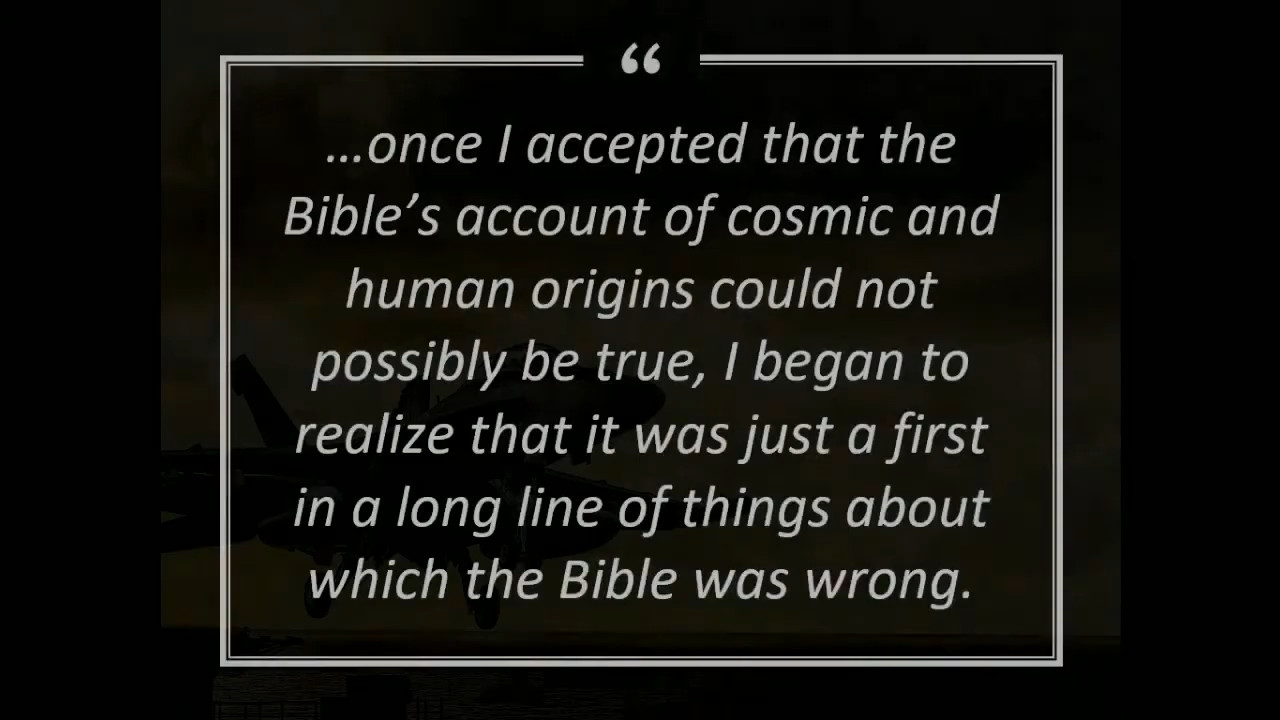 “
…once I accepted that the
Bible’s account of cosmic and
human origins could not
possibly be true, I began to
realize that it was just a first
in a long line of things about
which the Bible was wrong.